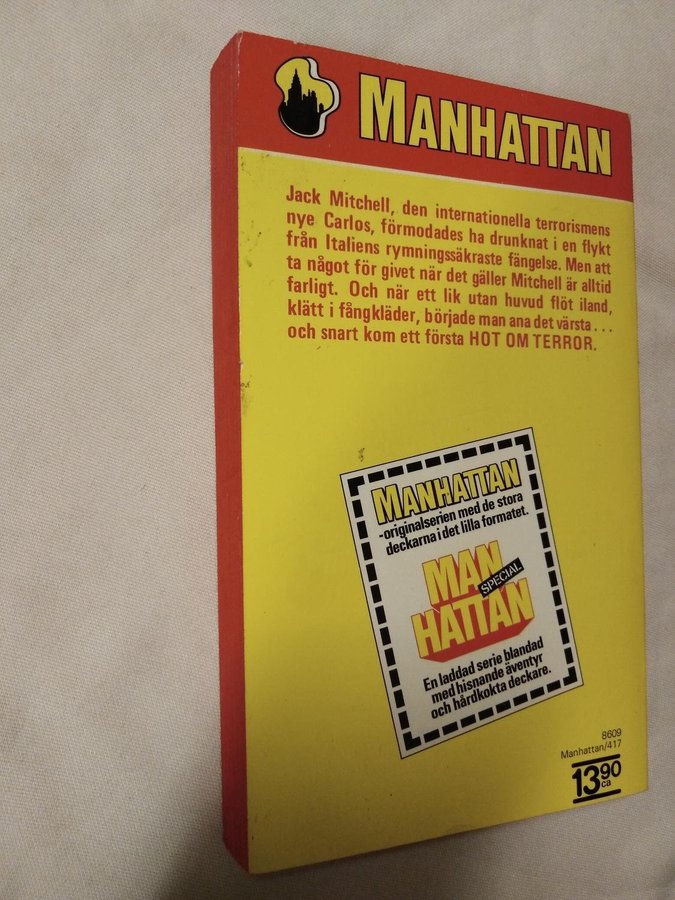 MANHATTAN
Jack Mitchell, den internationella terrorismens
nye Carlos, förmodades ha drunknat i en flykt
från Italiens rymningssäkraste fängelse. Men att
ta något för givet när det gäller Mitchell är alltid
farligt. Och när ett lik utan huvud flöt iland,
klätt i fångkläder, började man ana det värsta . . .
och snart kom ett första HOT OM TERROR.
MANHATTAN
-originalserien med de stora
deckarna i det lilla formatet.
MAN
SPECIAL
HATTAN
En laddad serie blandad
med hisnande äventyr
och hårdkokta deckare.
8609
Manhattan/417
13 90
ca